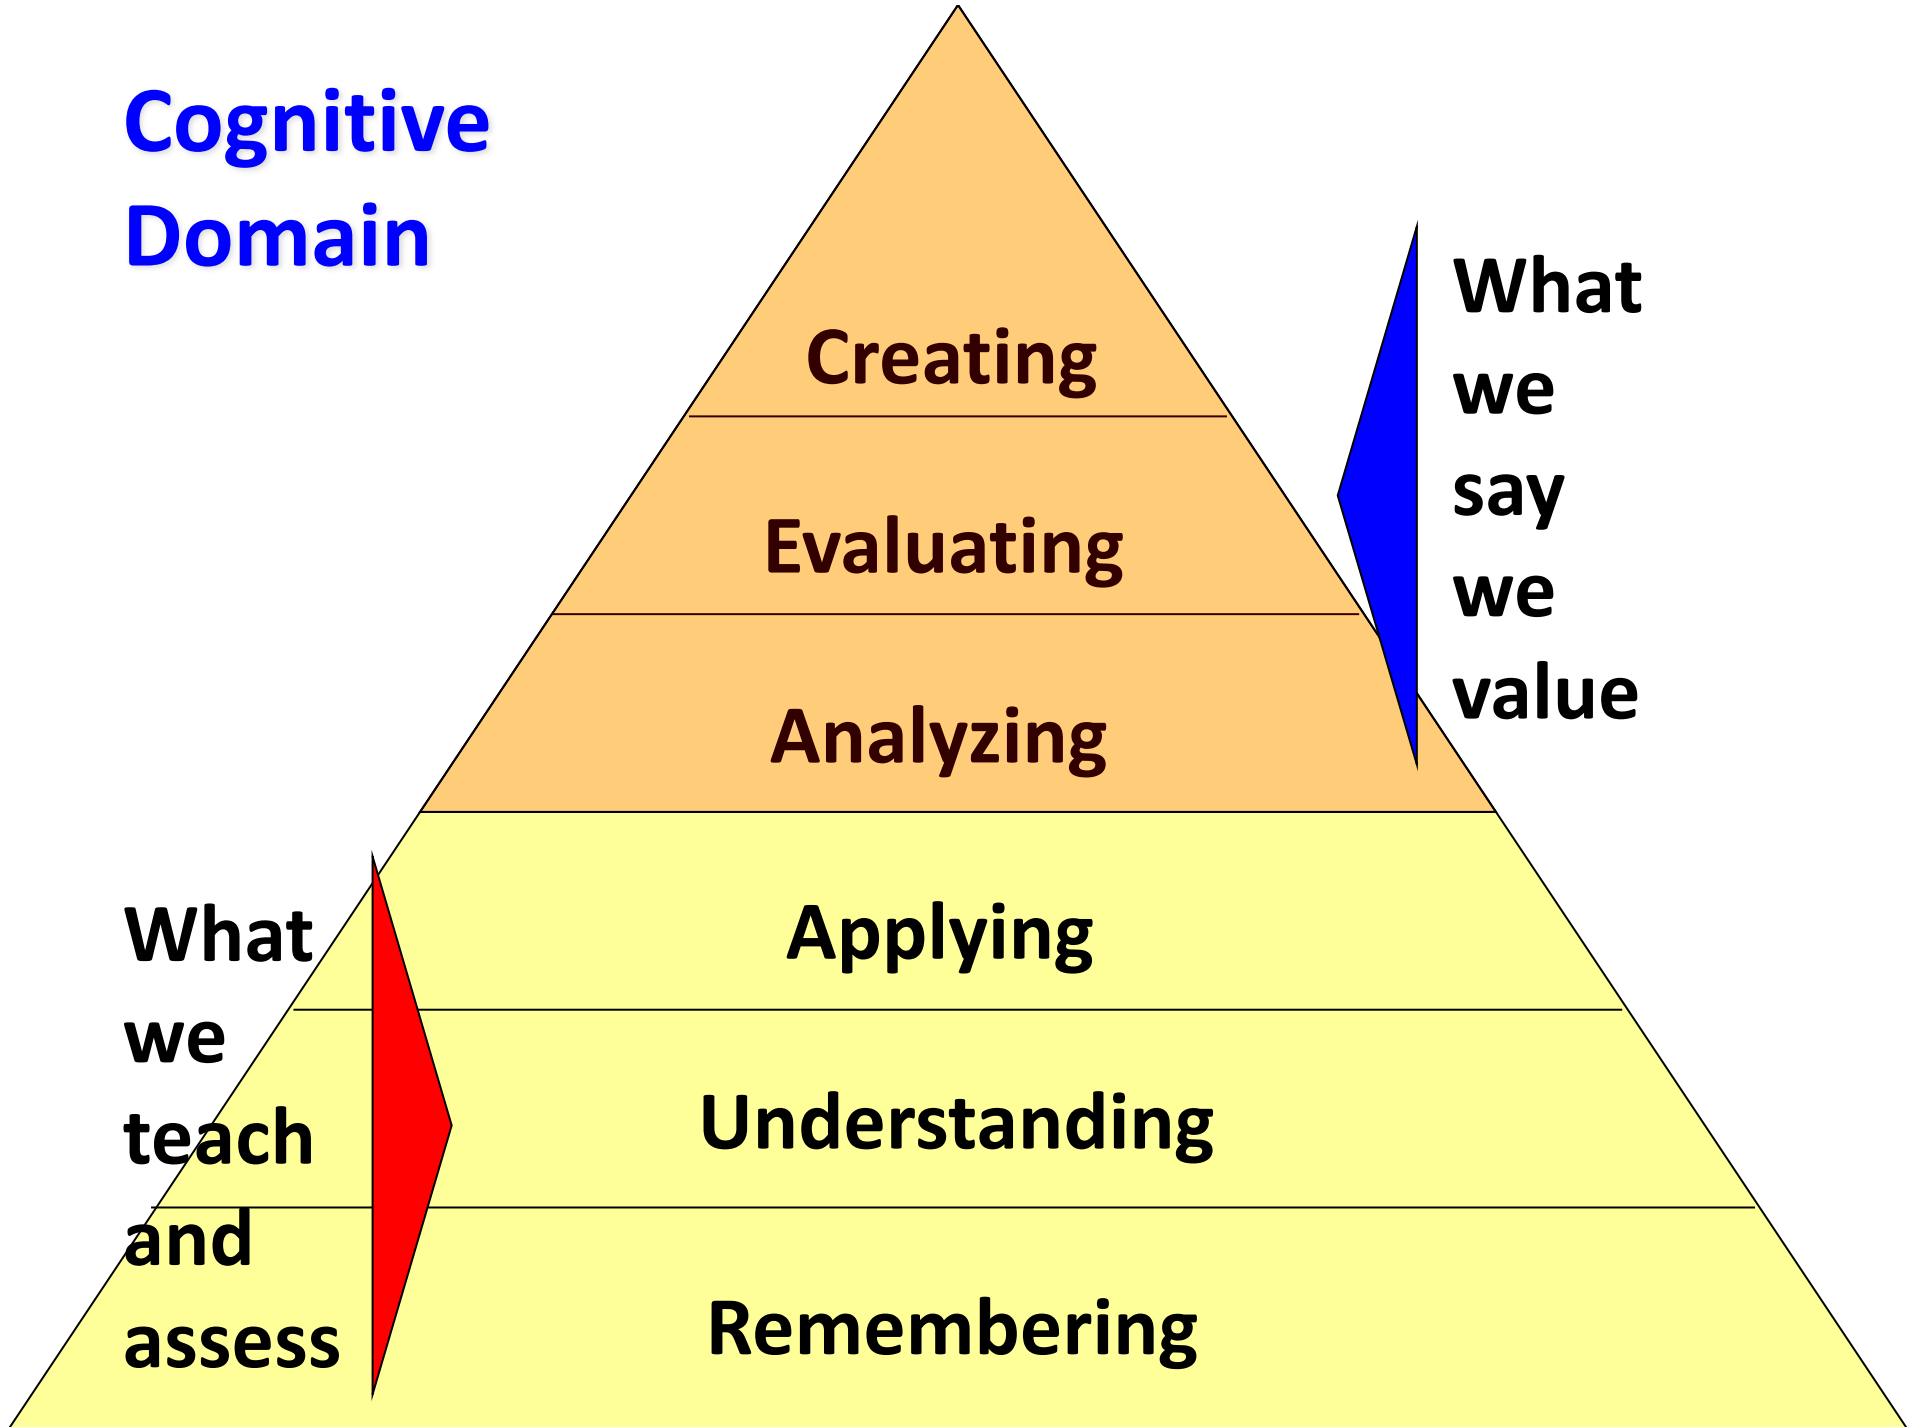 Cognitive
Domain
Creating
Evaluating
Analyzing
Applying
Understanding
Remembering
What
we
say
we
value
What
we
teach
and
assess